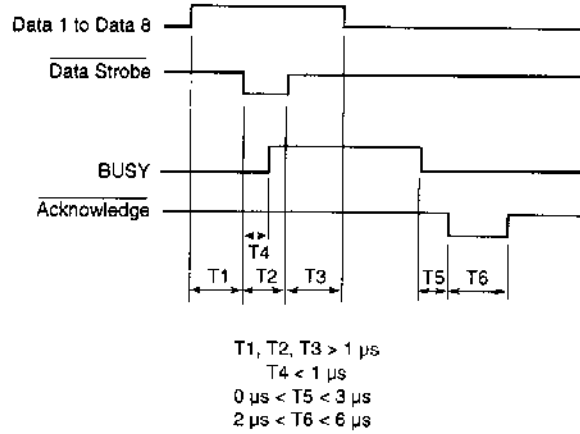 Data 1 to Data 8
Data Strobe
BUSY
Acknowledge
T4
T1 T2 T3 T5 T6
T1, T2, T3 > 1 µs
T4 < 1 µs
0 µs < T5 < 3 µs
2 µs < T6 < 6 µs